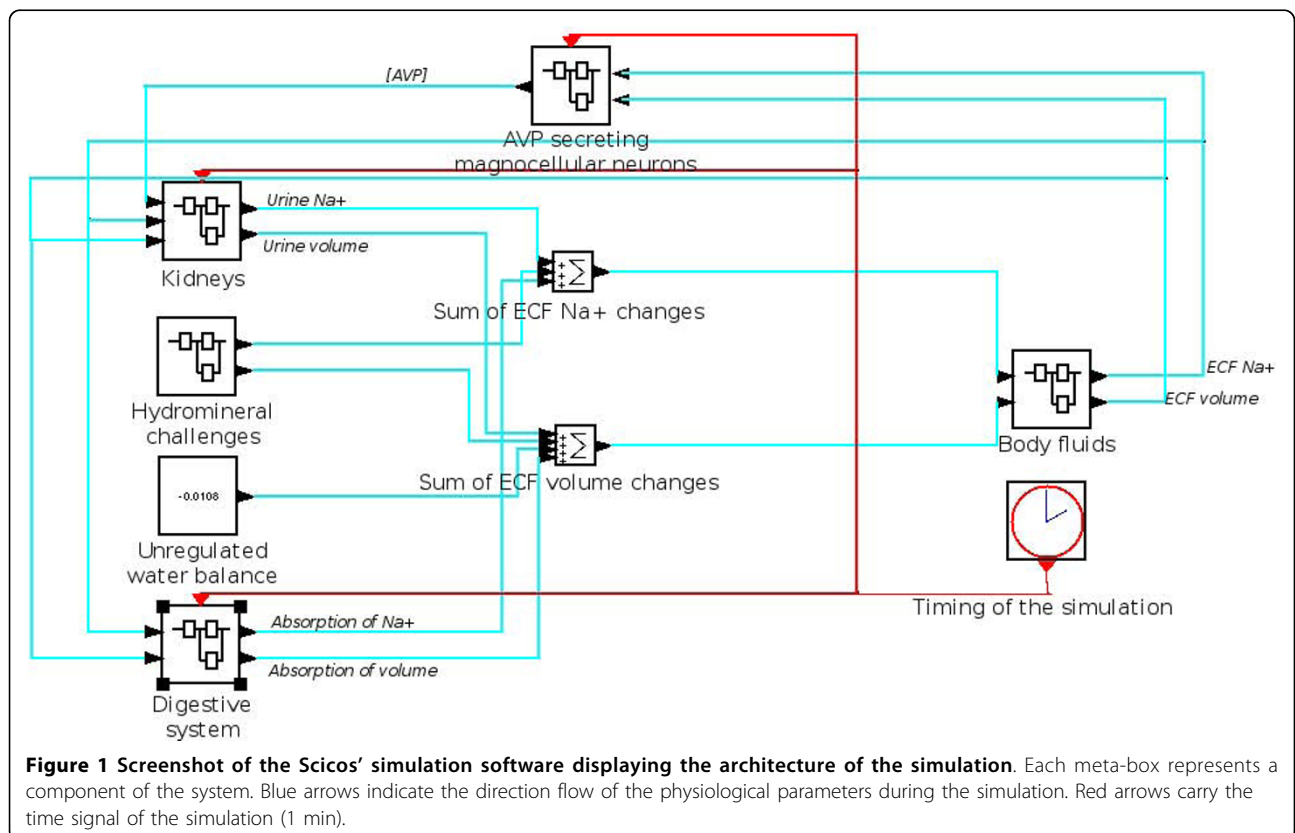 [AVP]
AVP secreting
magnocellular neurons
Urine Na+
Urine volume
Kidneys
+
+
+
Σ
Sum of ECF Na+ changes
Hydromineral
challenges
ECF Na+
ECF volume
Body fluids
+
+
+
+
Σ
Sum of ECF volume changes
-0.0108
Unregulated
water balance
Timing of the simulation
Absorption of Na+
Absorption of volume
Digestive
system
Figure 1 Screenshot of the Scicos’ simulation software displaying the architecture of the simulation. Each meta-box represents a
component of the system. Blue arrows indicate the direction flow of the physiological parameters during the simulation. Red arrows carry the
time signal of the simulation (1 min).